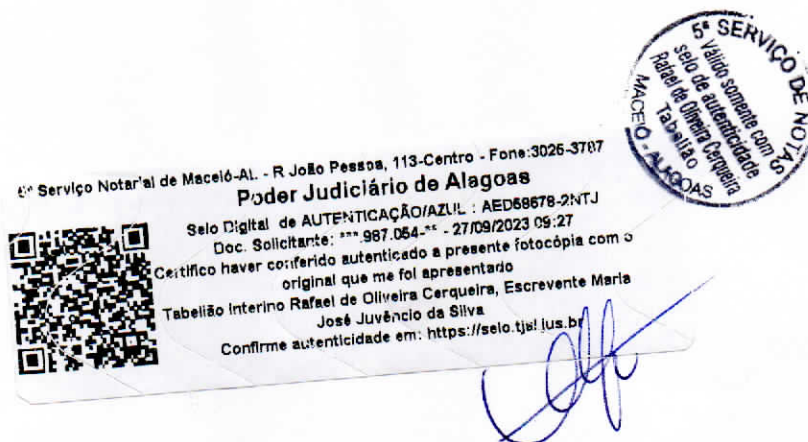 5º Serviço Notarial de Maceió-AL. - R João Pessoa, 113-Centro - Fone:3026-3787
Poder Judiciário de Alagoas
Selo Digital de AUTENTICAÇÃO/AZUL : AED58678-2NTJ
Doc. Solicitante: ***.987.054-** - 27/09/2023 09:27
Certifico haver conferido autenticado a presente fotocópia com o
original que me foi apresentado
Tabelião Interino Rafael de Oliveira Cerqueira, Escrevente Maria
José Juvêncio da Silva
Confirme autenticidade em: https://selo.tjal.jus.br
5º SERVIÇO DE NOTAS
Válido somente com
selo de autenticidade
Rafael de Oliveira Cerqueira
Tabelião
MACEIÓ - ALAGOAS